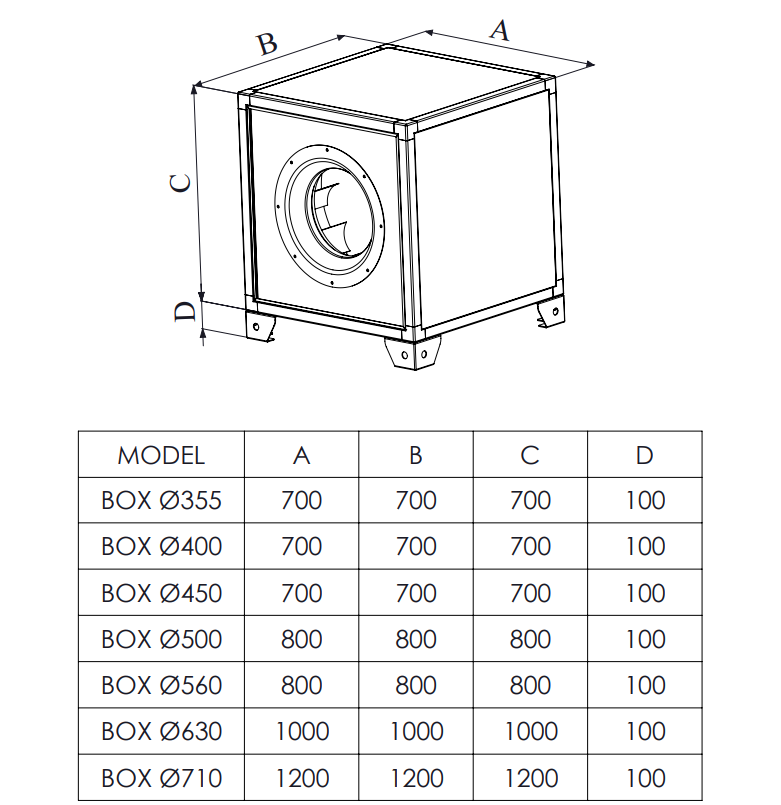 A
B
C
D
MODEL A B C D
BOX Ø355 700 700 700 100
BOX Ø400 700 700 700 100
BOX Ø450 700 700 700 100
BOX Ø500 800 800 800 100
BOX Ø560 800 800 800 100
BOX Ø630 1000 1000 1000 100
BOX Ø710 1200 1200 1200 100